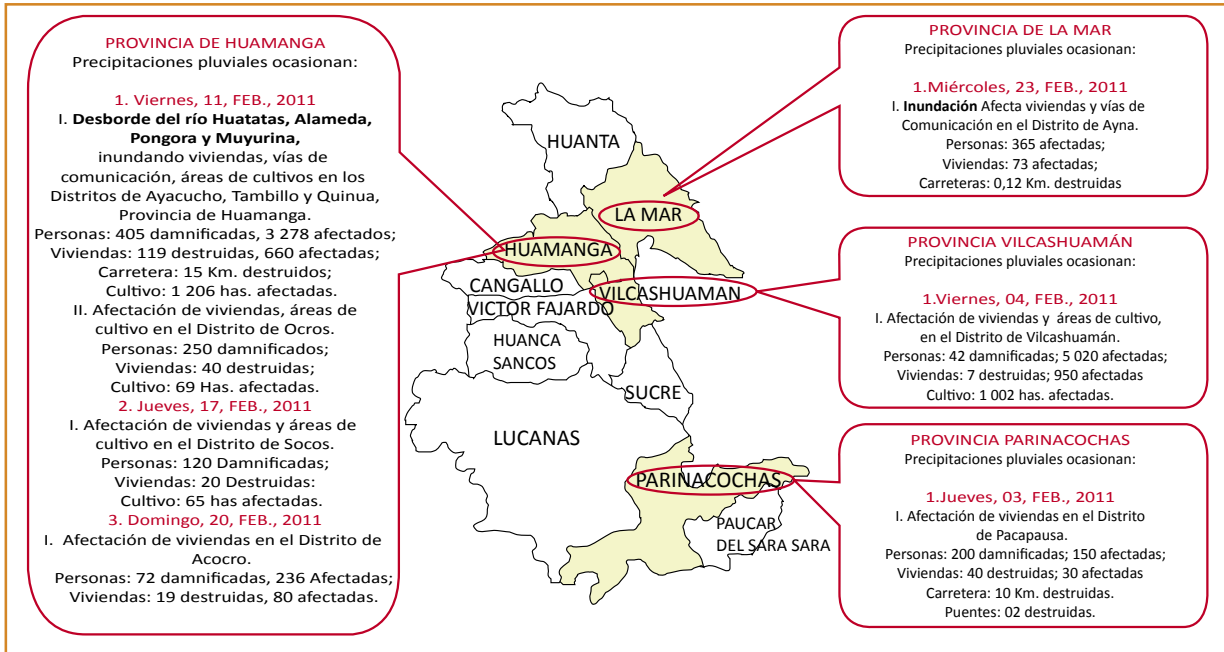 PROVINCIA DE HUAMANGA
Precipitaciones pluviales ocasionan:
1. Viernes, 11, FEB., 2011
I. Desborde del río Huatatas, Alameda,
Pongora y Muyurina,
inundando viviendas, vías de
comunicación, áreas de cultivos en los
Distritos de Ayacucho, Tambillo y Quinua,
Provincia de Huamanga.
Personas: 405 damnificadas, 3 278 afectados;
Viviendas: 119 destruidas, 660 afectadas;
Carretera: 15 Km. destruidos;
Cultivo: 1 206 has. afectadas.
II. Afectación de viviendas, áreas de
cultivo en el Distrito de Ocros.
Personas: 250 damnificados;
Viviendas: 40 destruidas;
Cultivo: 69 Has. afectadas.
2. Jueves, 17, FEB., 2011
I. Afectación de viviendas y áreas de
cultivo en el Distrito de Socos.
Personas: 120 Damnificadas;
Viviendas: 20 Destruidas:
Cultivo: 65 has afectadas.
3. Domingo, 20, FEB., 2011
I. Afectación de viviendas en el Distrito de
Acocro.
Personas: 72 damnificadas, 236 Afectadas;
Viviendas: 19 destruidas, 80 afectadas.
HUANTA
LA MAR
HUAMANGA
CANGALLO
VILCASHUAMAN
VICTOR FAJARDO
HUANCA
SANCOS
SUCRE
LUCANAS
PARINACOCHAS
PAUCAR
DEL SARA SARA
PROVINCIA DE LA MAR
Precipitaciones pluviales ocasionan:
1.Miércoles, 23, FEB., 2011
I. Inundación Afecta viviendas y vías de
Comunicación en el Distrito de Ayna.
Personas: 365 afectadas;
Viviendas: 73 afectadas;
Carreteras: 0,12 Km. destruidas
PROVINCIA VILCASHUAMÁN
Precipitaciones pluviales ocasionan:
1.Viernes, 04, FEB., 2011
I. Afectación de viviendas y áreas de cultivo,
en el Distrito de Vilcashuamán.
Personas: 42 damnificadas; 5 020 afectadas;
Viviendas: 7 destruidas; 950 afectadas
Cultivo: 1 002 has. afectadas.
PROVINCIA PARINACOCHAS
Precipitaciones pluviales ocasionan:
1.Jueves, 03, FEB., 2011
I. Afectación de viviendas en el Distrito
de Pacapausa.
Personas: 200 damnificadas; 150 afectadas;
Viviendas: 40 destruidas; 30 afectadas
Carretera: 10 Km. destruidas.
Puentes: 02 destruidas.